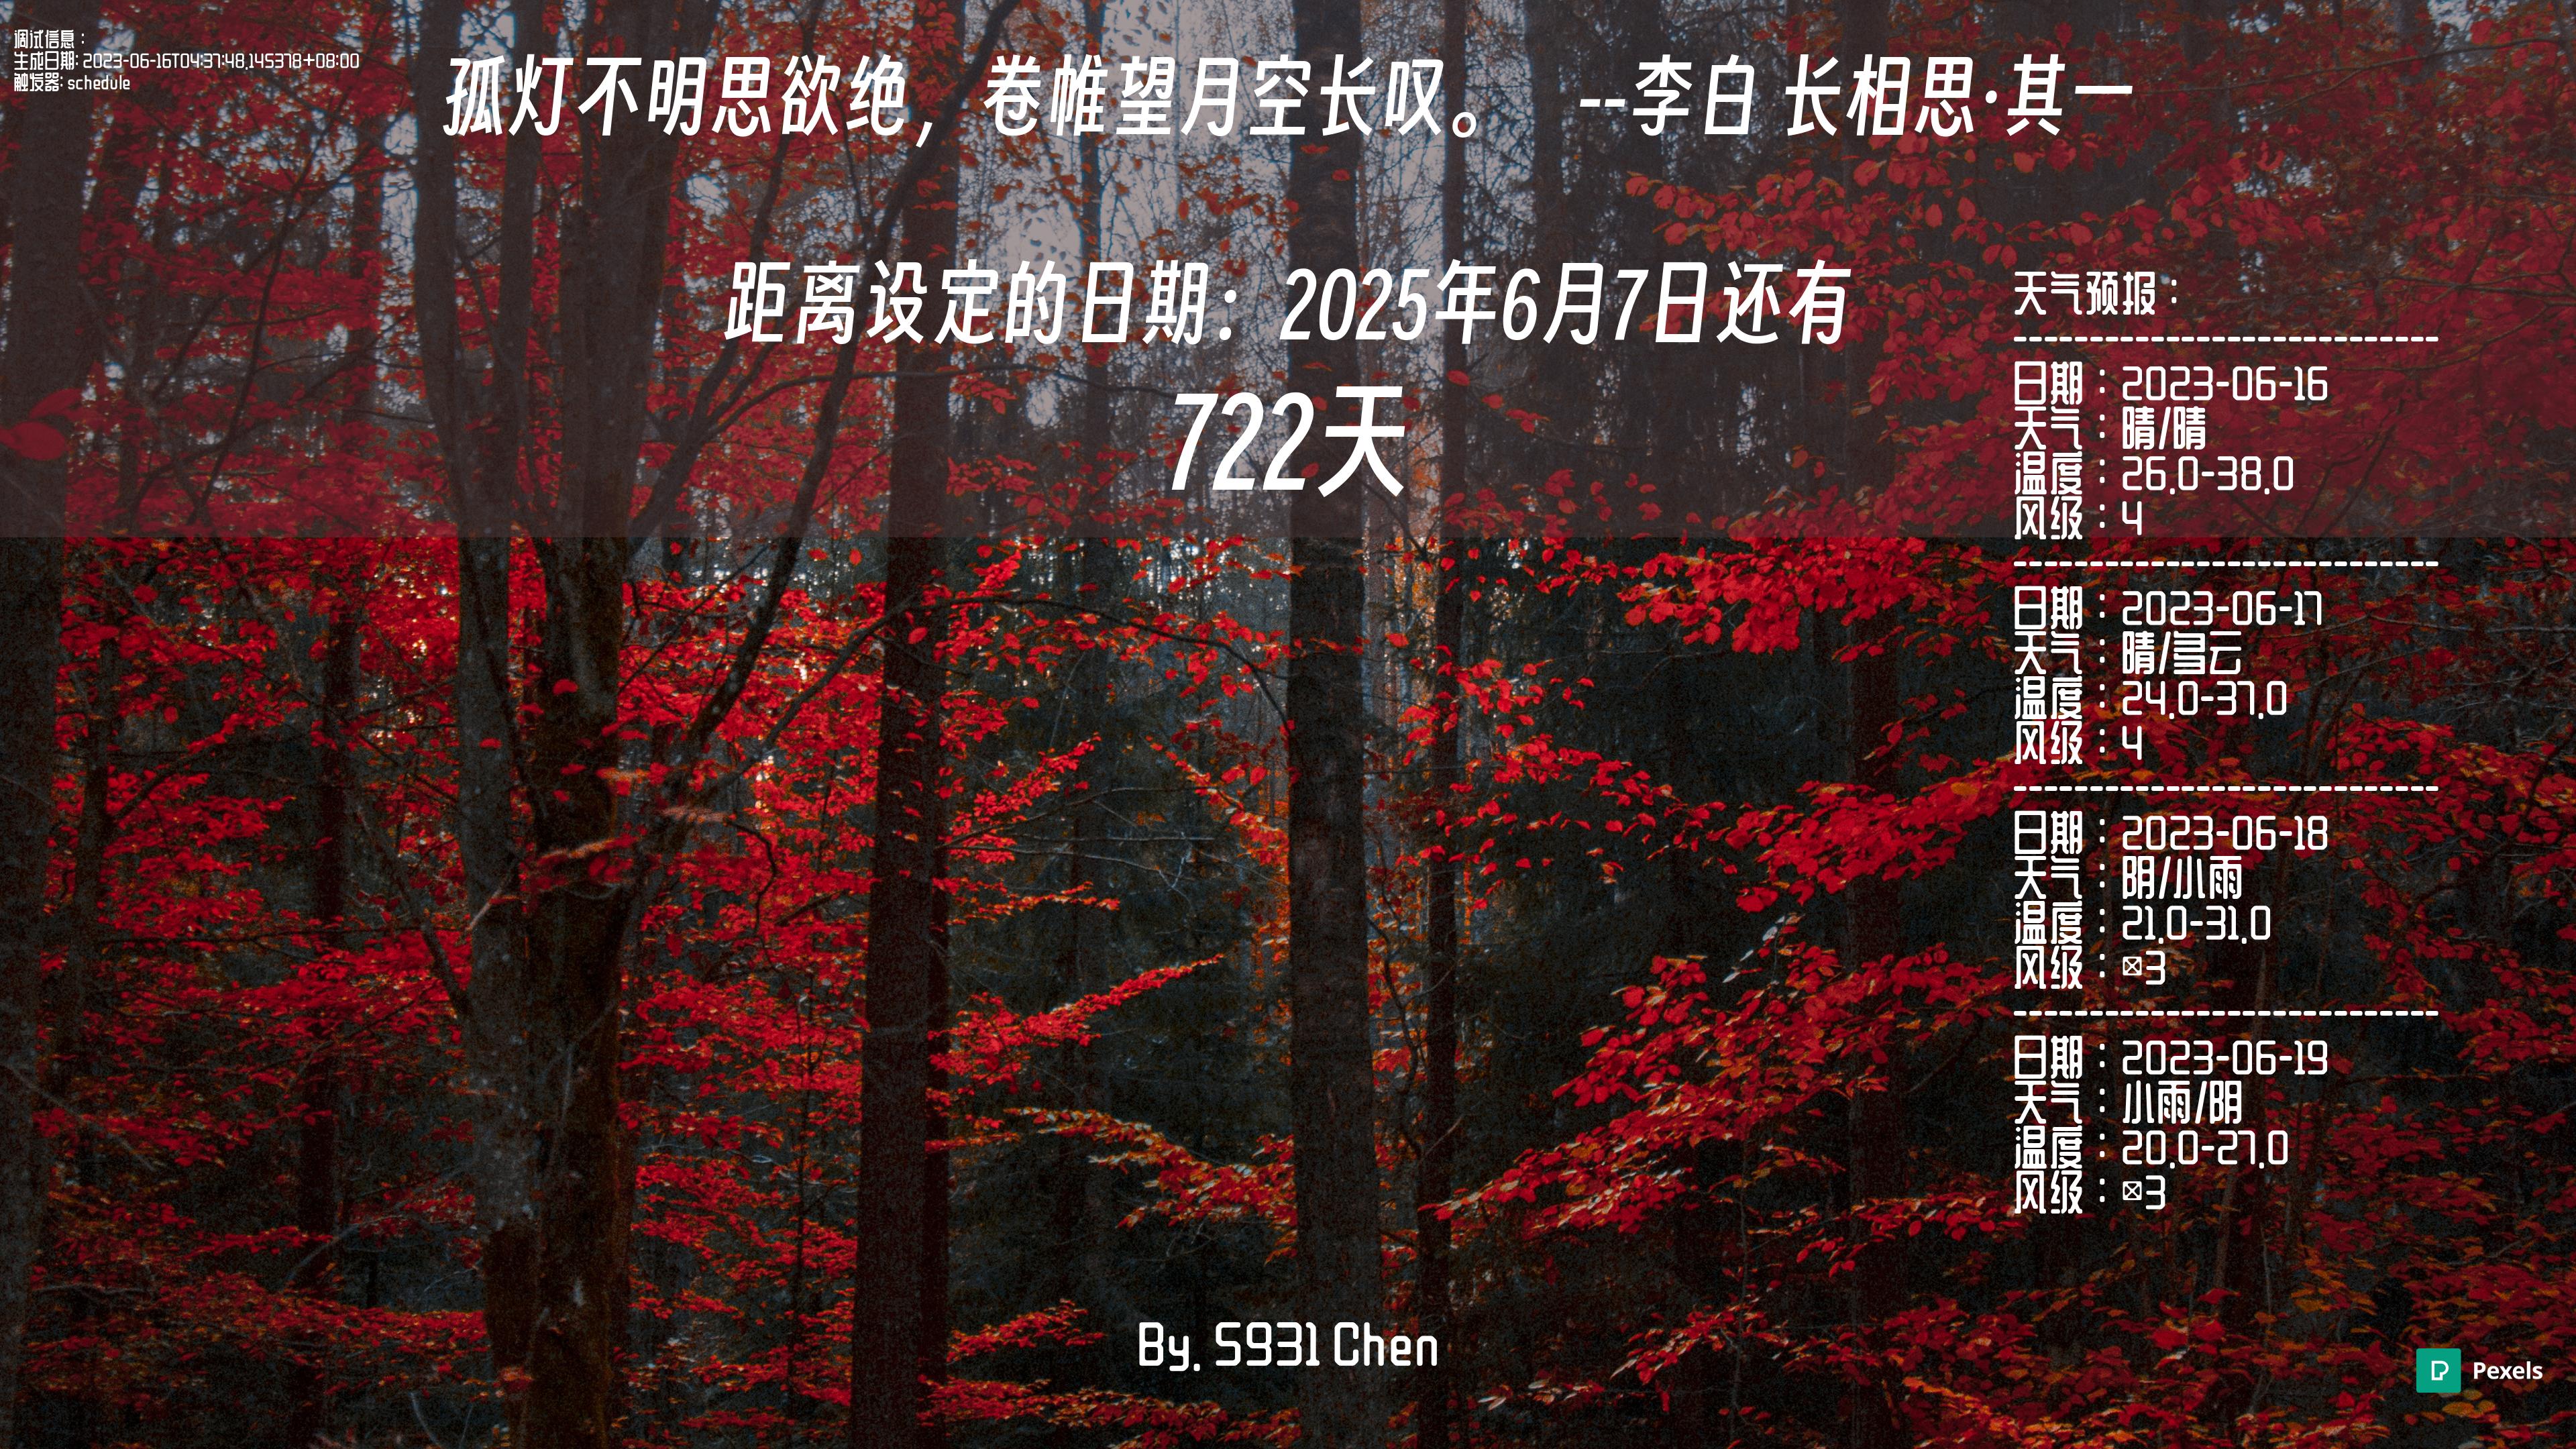 调试信息：
生成日期: 2023-06-16T04:37:48.145378+08:00
触发器: schedule
孤灯不明思欲绝，卷帷望月空长叹。 --李白 长相思·其一
距离设定的日期：2025年6月7日还有
722天
天气预报：
----------------------------
日期：2023-06-16
天气：晴/晴
温度：26.0-38.0
风级：4
----------------------------
日期：2023-06-17
天气：晴/多云
温度：24.0-37.0
风级：4
----------------------------
日期：2023-06-18
天气：阴/小雨
温度：21.0-31.0
风级：3
----------------------------
日期：2023-06-19
天气：小雨/阴
温度：20.0-27.0
风级：3
By. S931 Chen
Pexels